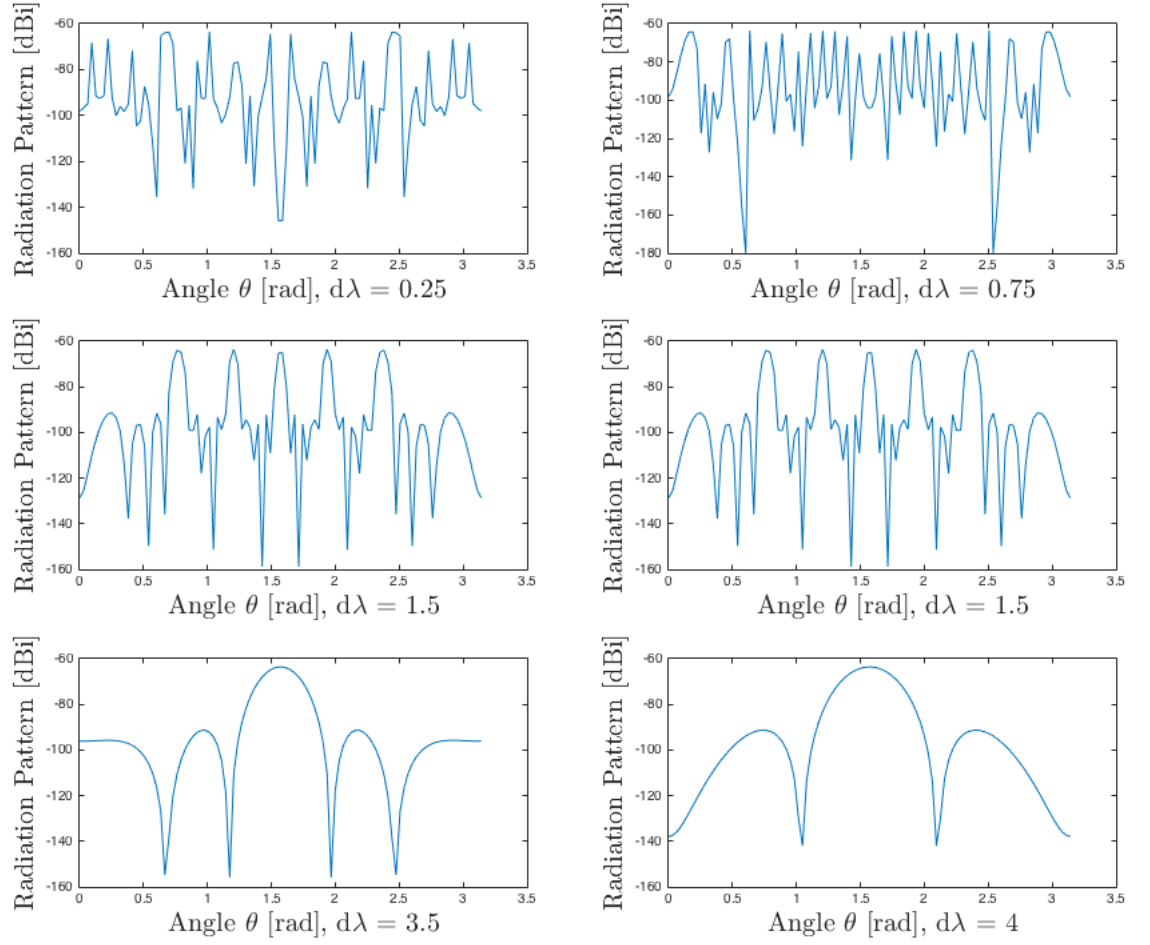 Radiation Pattern [dBi]
-60
-80
-100
-120
-140
-160
0 0.5 1 1.5 2 2.5 3 3.5
Angle θ [rad], dλ = 0.25
Radiation Pattern [dBi]
-60
-80
-100
-120
-140
-160
-180
0 0.5 1 1.5 2 2.5 3 3.5
Angle θ [rad], dλ = 0.75
Radiation Pattern [dBi]
-60
-80
-100
-120
-140
-160
0 0.5 1 1.5 2 2.5 3 3.5
Angle θ [rad], dλ = 1.5
Radiation Pattern [dBi]
-60
-80
-100
-120
-140
-160
0 0.5 1 1.5 2 2.5 3 3.5
Angle θ [rad], dλ = 1.5
Radiation Pattern [dBi]
-60
-80
-100
-120
-140
-160
0 0.5 1 1.5 2 2.5 3 3.5
Angle θ [rad], dλ = 3.5
Radiation Pattern [dBi]
-60
-80
-100
-120
-140
-160
0 0.5 1 1.5 2 2.5 3 3.5
Angle θ [rad], dλ = 4